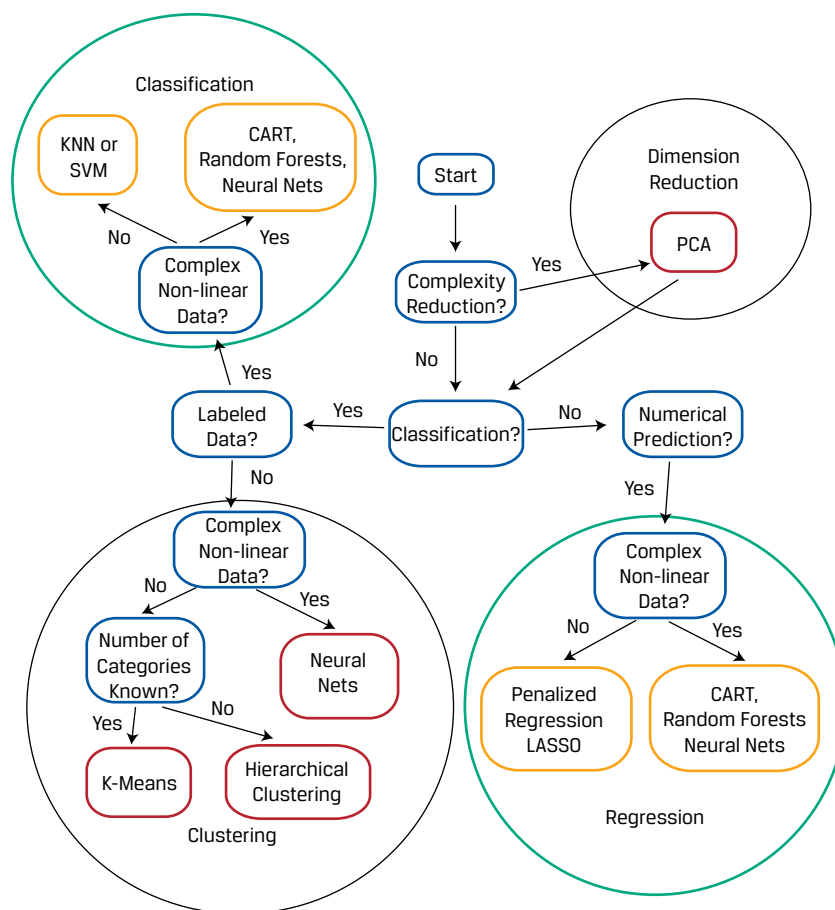 Classification
KNN or
SVM
CART,
Random Forests,
Neural Nets
No
Yes
Complex
Non-linear
Data?
Start
Dimension
Reduction
PCA
Complexity
Reduction?
Yes
No
Yes
Labeled
Data?
Yes
Classification?
No
Numerical
Prediction?
No
Yes
Complex
Non-linear
Data?
No
Yes
Number of
Categories
Known?
Neural
Nets
Yes
No
K-Means
Hierarchical
Clustering
Clustering
Complex
Non-linear
Data?
No
Yes
Penalized
Regression
LASSO
CART,
Random Forests
Neural Nets
Regression